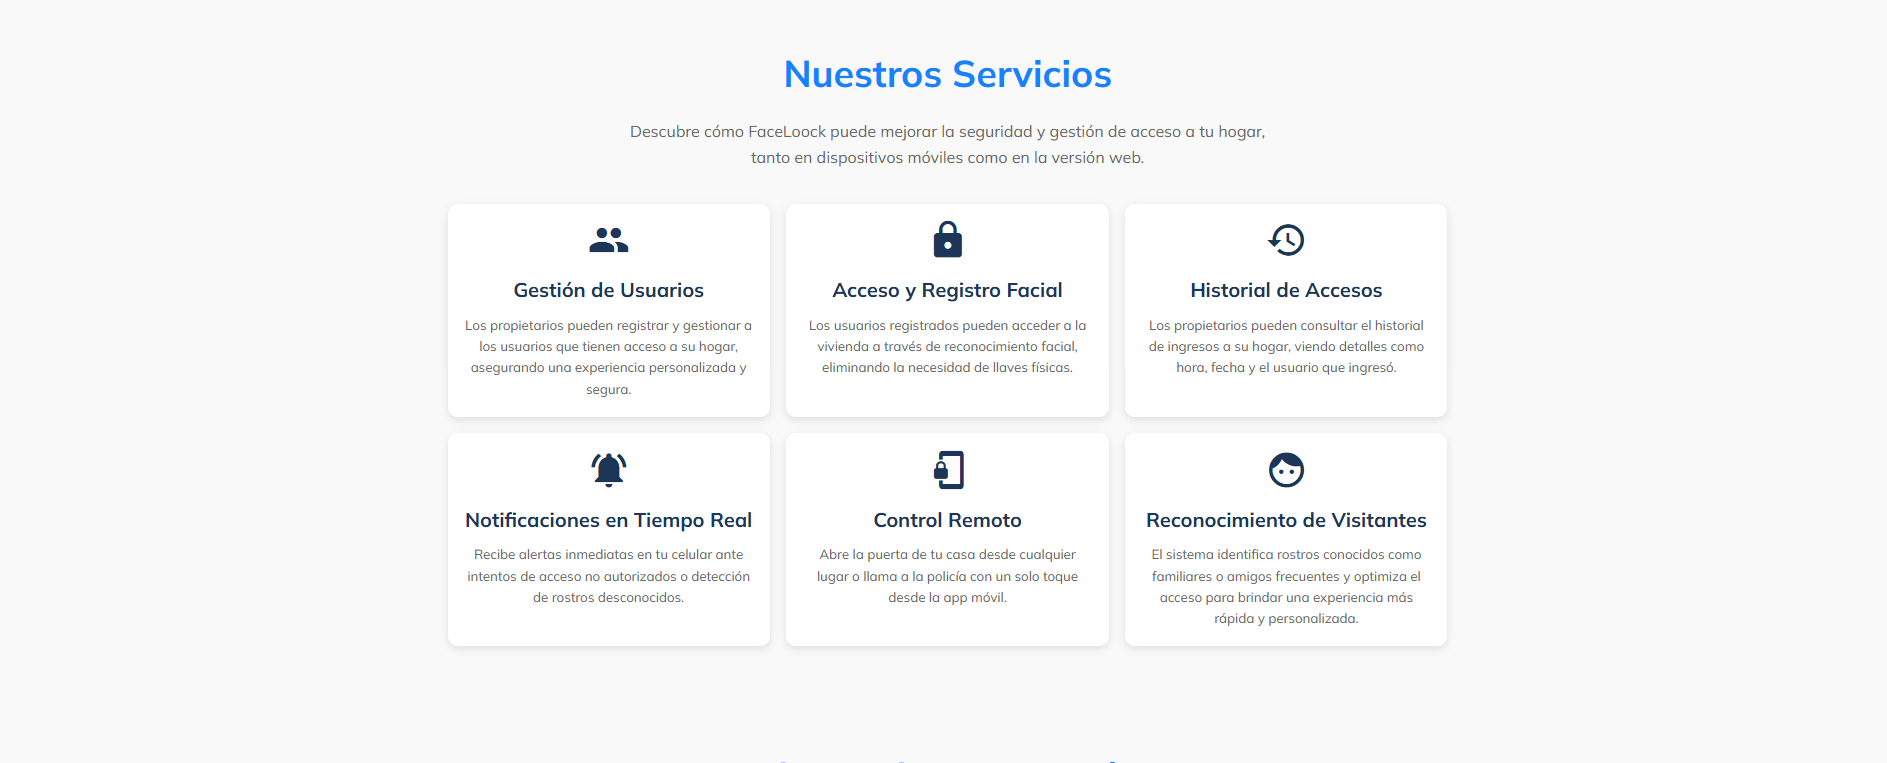 Nuestros Servicios
Descubre cómo FaceLoock puede mejorar la seguridad y gestión de acceso a tu hogar,
tanto en dispositivos móviles como en la versión web.
Gestión de Usuarios
Los propietarios pueden registrar y gestionar a
los usuarios que tienen acceso a su hogar,
asegurando una experiencia personalizada y
segura.
Acceso y Registro Facial
Los usuarios registrados pueden acceder a la
vivienda a través de reconocimiento facial,
eliminando la necesidad de llaves físicas.
Historial de Accesos
Los propietarios pueden consultar el historial
de ingresos a su hogar, viendo detalles como
hora, fecha y el usuario que ingresó.
Notificaciones en Tiempo Real
Recibe alertas inmediatas en tu celular ante
intentos de acceso no autorizados o detección
de rostros desconocidos.
Control Remoto
Abre la puerta de tu casa desde cualquier
lugar o llama a la policía con un solo toque
desde la app móvil.
Reconocimiento de Visitantes
El sistema identifica rostros conocidos como
familiares o amigos frecuentes y optimiza el
acceso para brindar una experiencia más
rápida y personalizada.